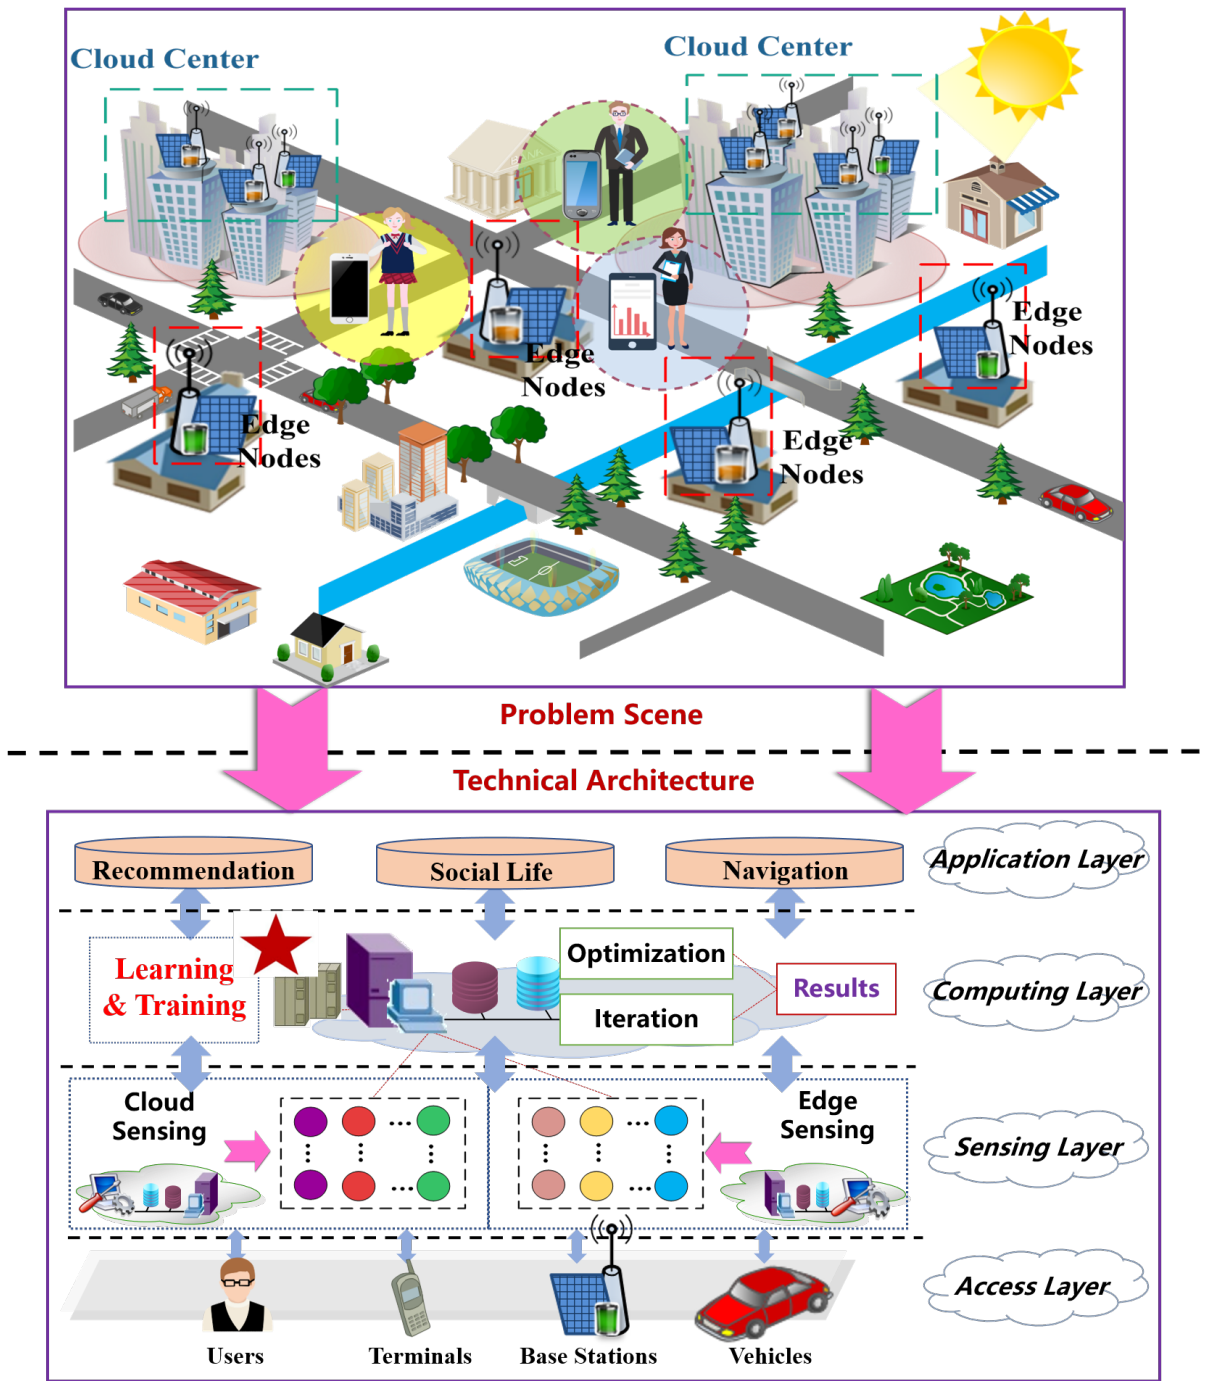 Cloud Center
Cloud Center
Edge
Nodes
Edge
Nodes
Edge
Nodes
Edge
Nodes
Problem Scene
Technical Architecture
Recommendation
Social Life
Navigation
Application Layer
Learning
& Training
Optimization
Iteration
Results
Computing Layer
Cloud
Sensing
Edge
Sensing
Sensing Layer
Access Layer
Users
Terminals
Base Stations
Vehicles